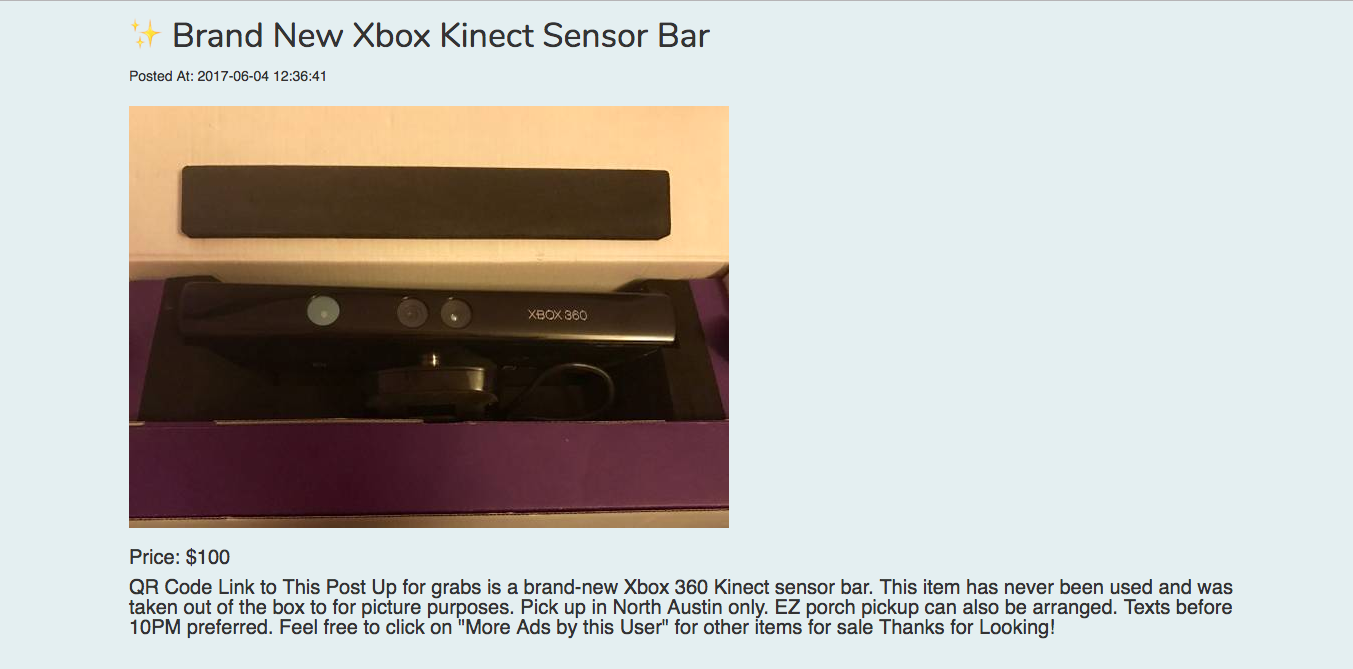 ✨ Brand New Xbox Kinect Sensor Bar
Posted At: 2017-06-04 12:36:41
XBOX 360
Price: $100
QR Code Link to This Post Up for grabs is a brand-new Xbox 360 Kinect sensor bar. This item has never been used and was
taken out of the box to for picture purposes. Pick up in North Austin only. EZ porch pickup can also be arranged. Texts before
10PM preferred. Feel free to click on "More Ads by this User" for other items for sale Thanks for Looking!